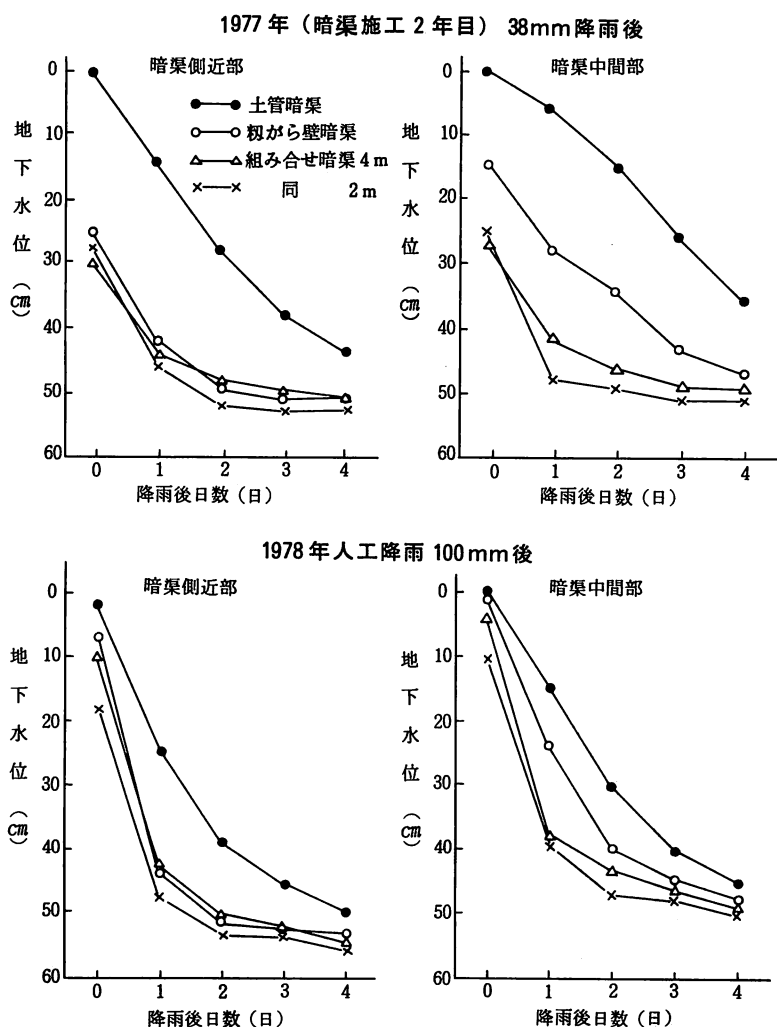 1977年（暗渠施工2年目） 38mm降雨後
暗渠側近部
土管暗渠
籾がら壁暗渠
組み合せ暗渠4m
同 2m
地下水位（cm）
0
10
20
30
40
50
60
0 1 2 3 4
降雨後日数（日）
暗渠中間部
地下水位（cm）
0
10
20
30
40
50
60
0 1 2 3 4
降雨後日数（日）
1978年人工降雨 100mm後
暗渠側近部
地下水位（cm）
0
10
20
30
40
50
60
0 1 2 3 4
降雨後日数（日）
暗渠中間部
地下水位（cm）
0
10
20
30
40
50
60
0 1 2 3 4
降雨後日数（日）